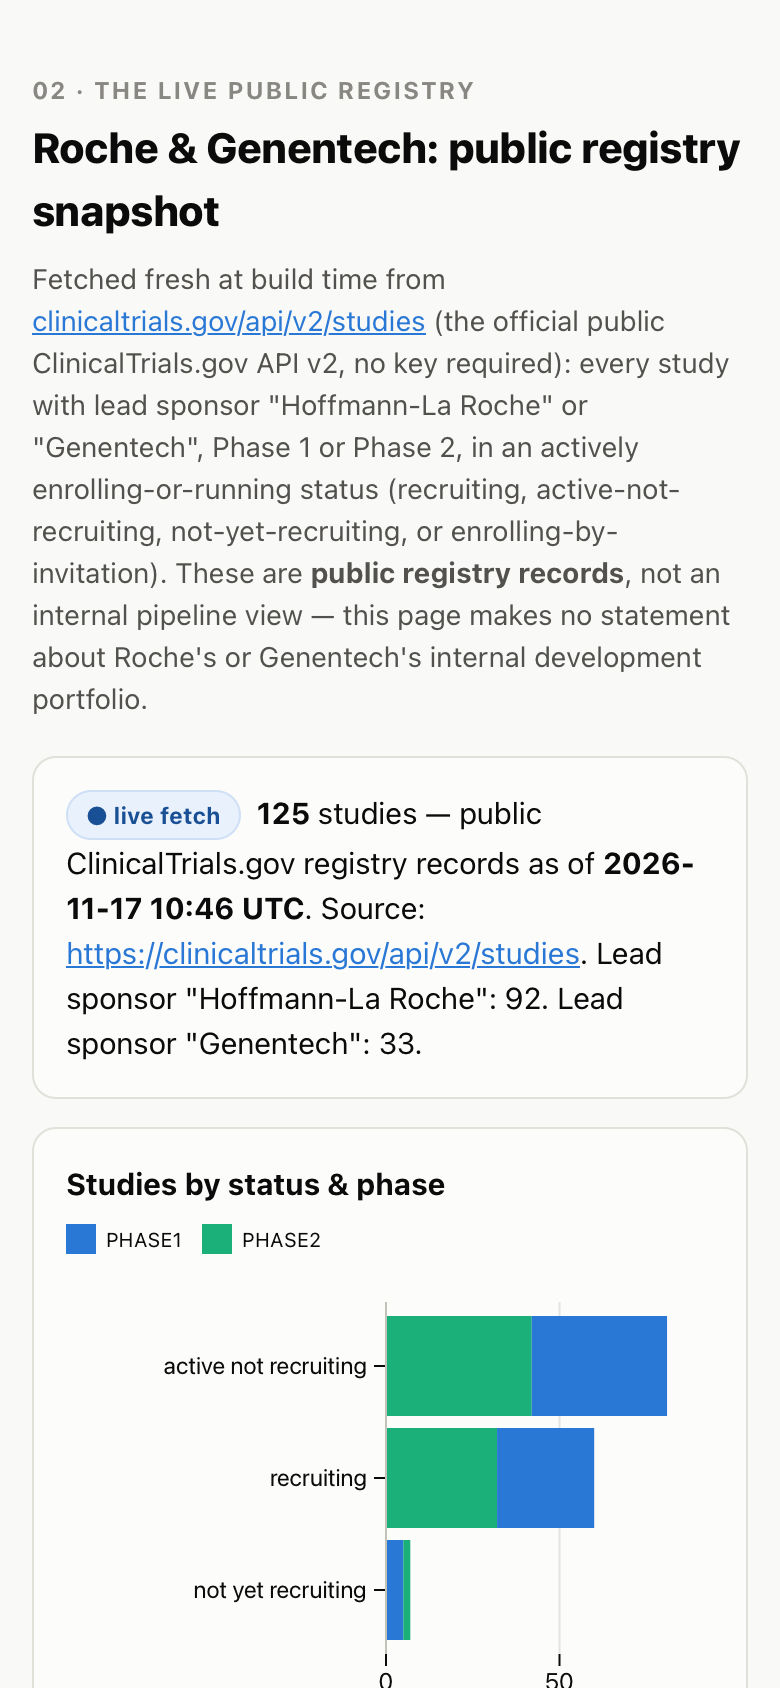 02 · THE LIVE PUBLIC REGISTRY
Roche & Genentech: public registry
snapshot
Fetched fresh at build time from
clinicaltrials.gov/api/v2/studies (the official public
ClinicalTrials.gov API v2, no key required): every study
with lead sponsor "Hoffmann-La Roche" or
"Genentech", Phase 1 or Phase 2, in an actively
enrolling-or-running status (recruiting, active-not-
recruiting, not-yet-recruiting, or enrolling-by-
invitation). These are public registry records, not an
internal pipeline view — this page makes no statement
about Roche's or Genentech's internal development
portfolio.
live fetch 125 studies — public
ClinicalTrials.gov registry records as of 2026-
11-17 10:46 UTC. Source:
https://clinicaltrials.gov/api/v2/studies. Lead
sponsor "Hoffmann-La Roche": 92. Lead
sponsor "Genentech": 33.
Studies by status & phase
PHASE1 PHASE2
active not recruiting
recruiting
not yet recruiting
0 50